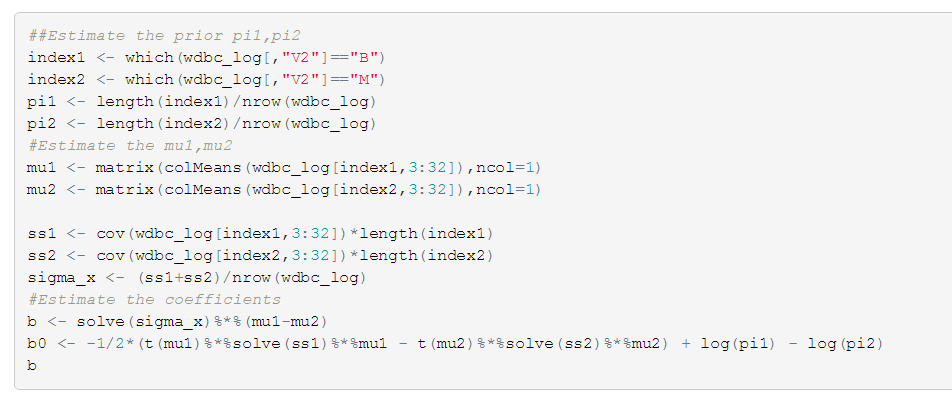 ##Estimate the prior pi1,pi2
index1 <- which(wdbc_log[,"V2"]=="B")
index2 <- which(wdbc_log[,"V2"]=="M")
pi1 <- length(index1)/nrow(wdbc_log)
pi2 <- length(index2)/nrow(wdbc_log)
#Estimate the mu1,mu2
mu1 <- matrix(colMeans(wdbc_log[index1,3:32]),ncol=1)
mu2 <- matrix(colMeans(wdbc_log[index2,3:32]),ncol=1)
ss1 <- cov(wdbc_log[index1,3:32])*length(index1)
ss2 <- cov(wdbc_log[index2,3:32])*length(index2)
sigma_x <- (ss1+ss2)/nrow(wdbc_log)
#Estimate the coefficients
b <- solve(sigma_x)%*%(mu1-mu2)
b0 <- -1/2*(t(mu1)%*%solve(ss1)%*%mu1 - t(mu2)%*%solve(ss2)%*%mu2) + log(pi1) - log(pi2)
b